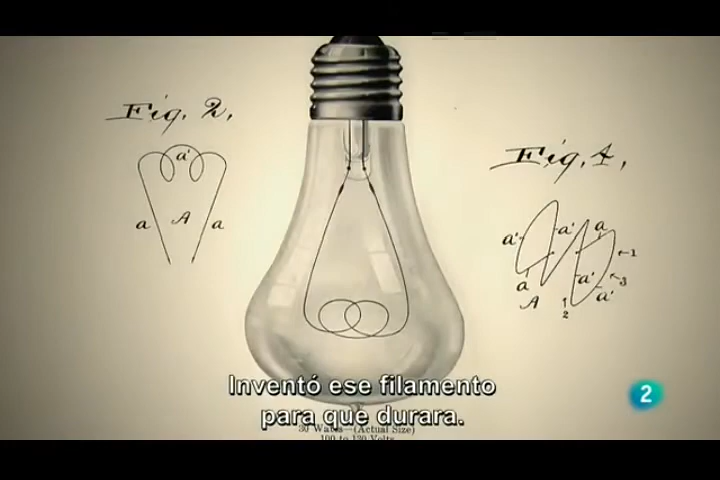 Fig. 2,
a'
a
A
a
Fig. 4,
a'
a'
a
1
a
a'
3
A
a'
2
Inventó ese filamento
para que durara.
30 Watts—(Actual Size)
100 to 130 Volts
2